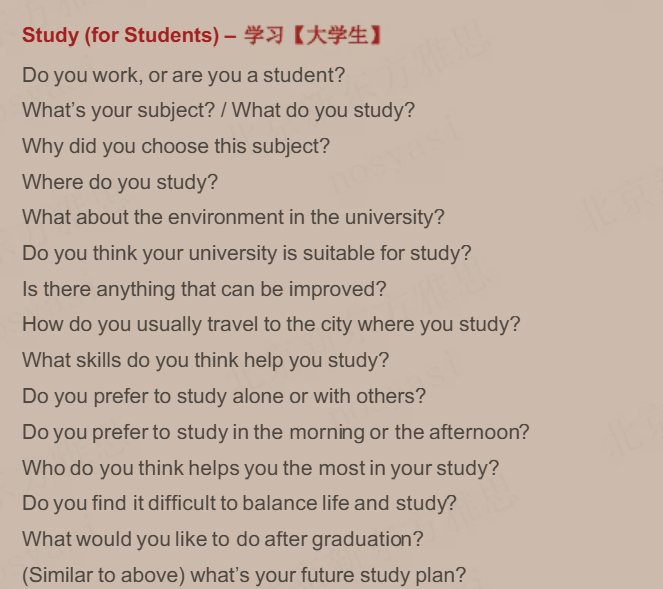 Study (for Students) – 学习【大学生】
Do you work, or are you a student?
What's your subject? / What do you study?
Why did you choose this subject?
Where do you study?
What about the environment in the university?
Do you think your university is suitable for study?
Is there anything that can be improved?
How do you usually travel to the city where you study?
What skills do you think help you study?
Do you prefer to study alone or with others?
Do you prefer to study in the morning or the afternoon?
Who do you think helps you the most in your study?
Do you find it difficult to balance life and study?
What would you like to do after graduation?
(Similar to above) what's your future study plan?